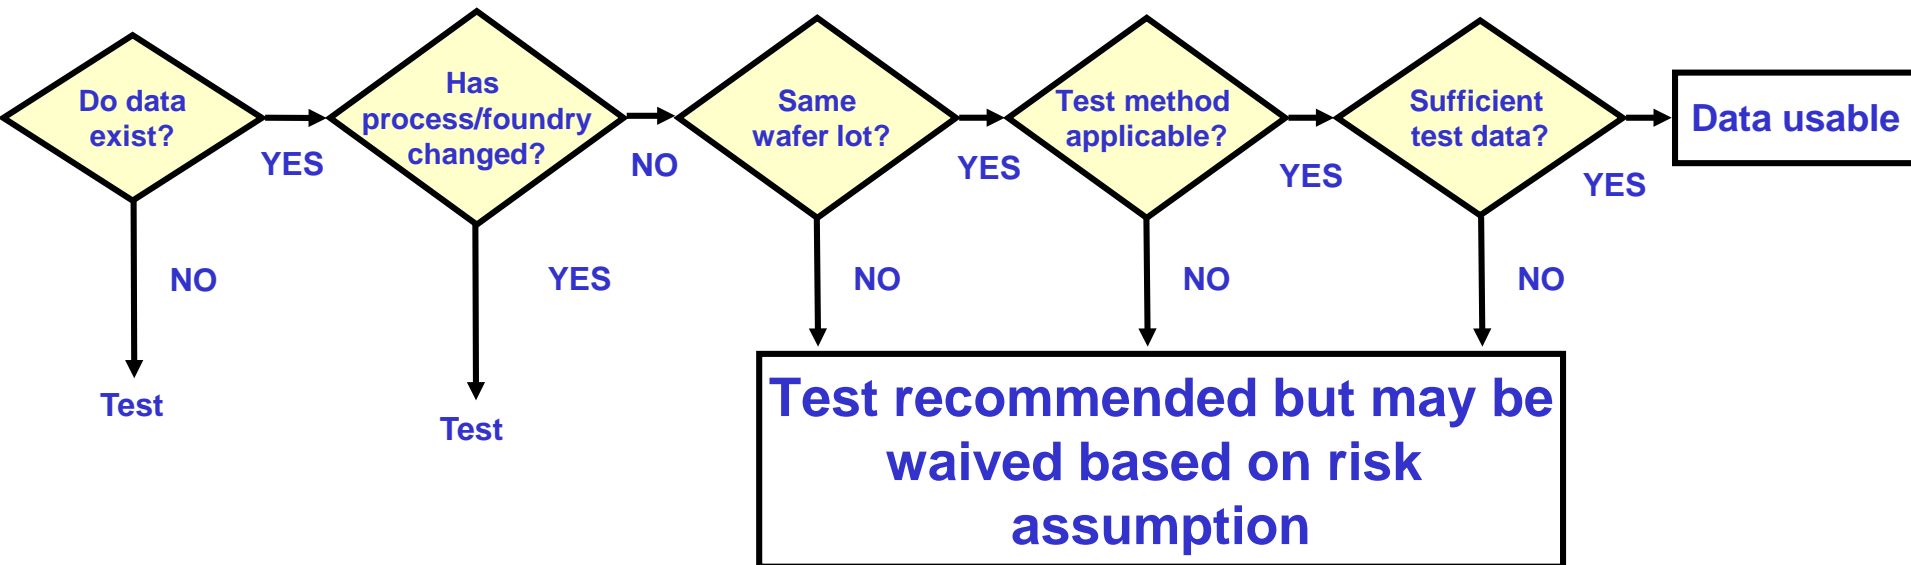 Do data
exist?
YES
NO
Test
Has
process/foundry
changed?
NO
YES
Test
Same
wafer lot?
YES
NO
Test method
applicable?
YES
NO
Sufficient
test data?
YES
NO
Data usable
Test recommended but may be
waived based on risk
assumption